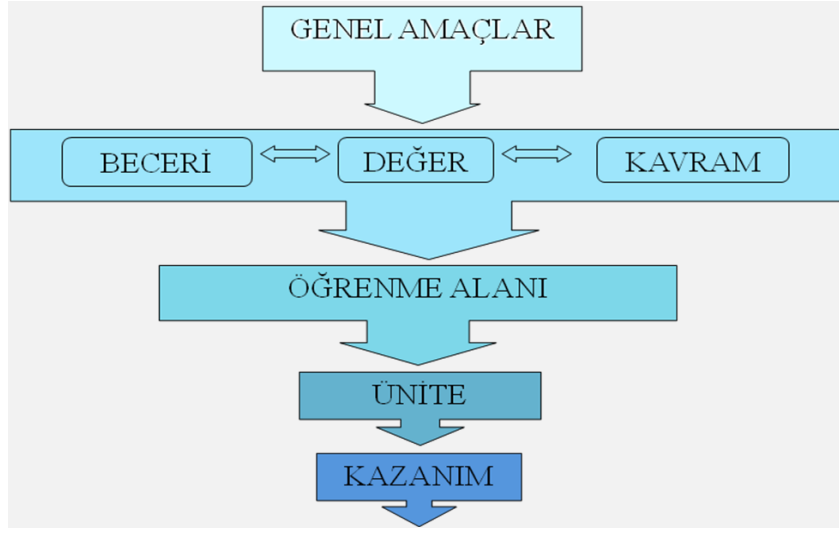 GENEL AMAÇLAR
BECERİ DEĞER KAVRAM
ÖĞRENME ALANI
ÜNİTE
KAZANIM